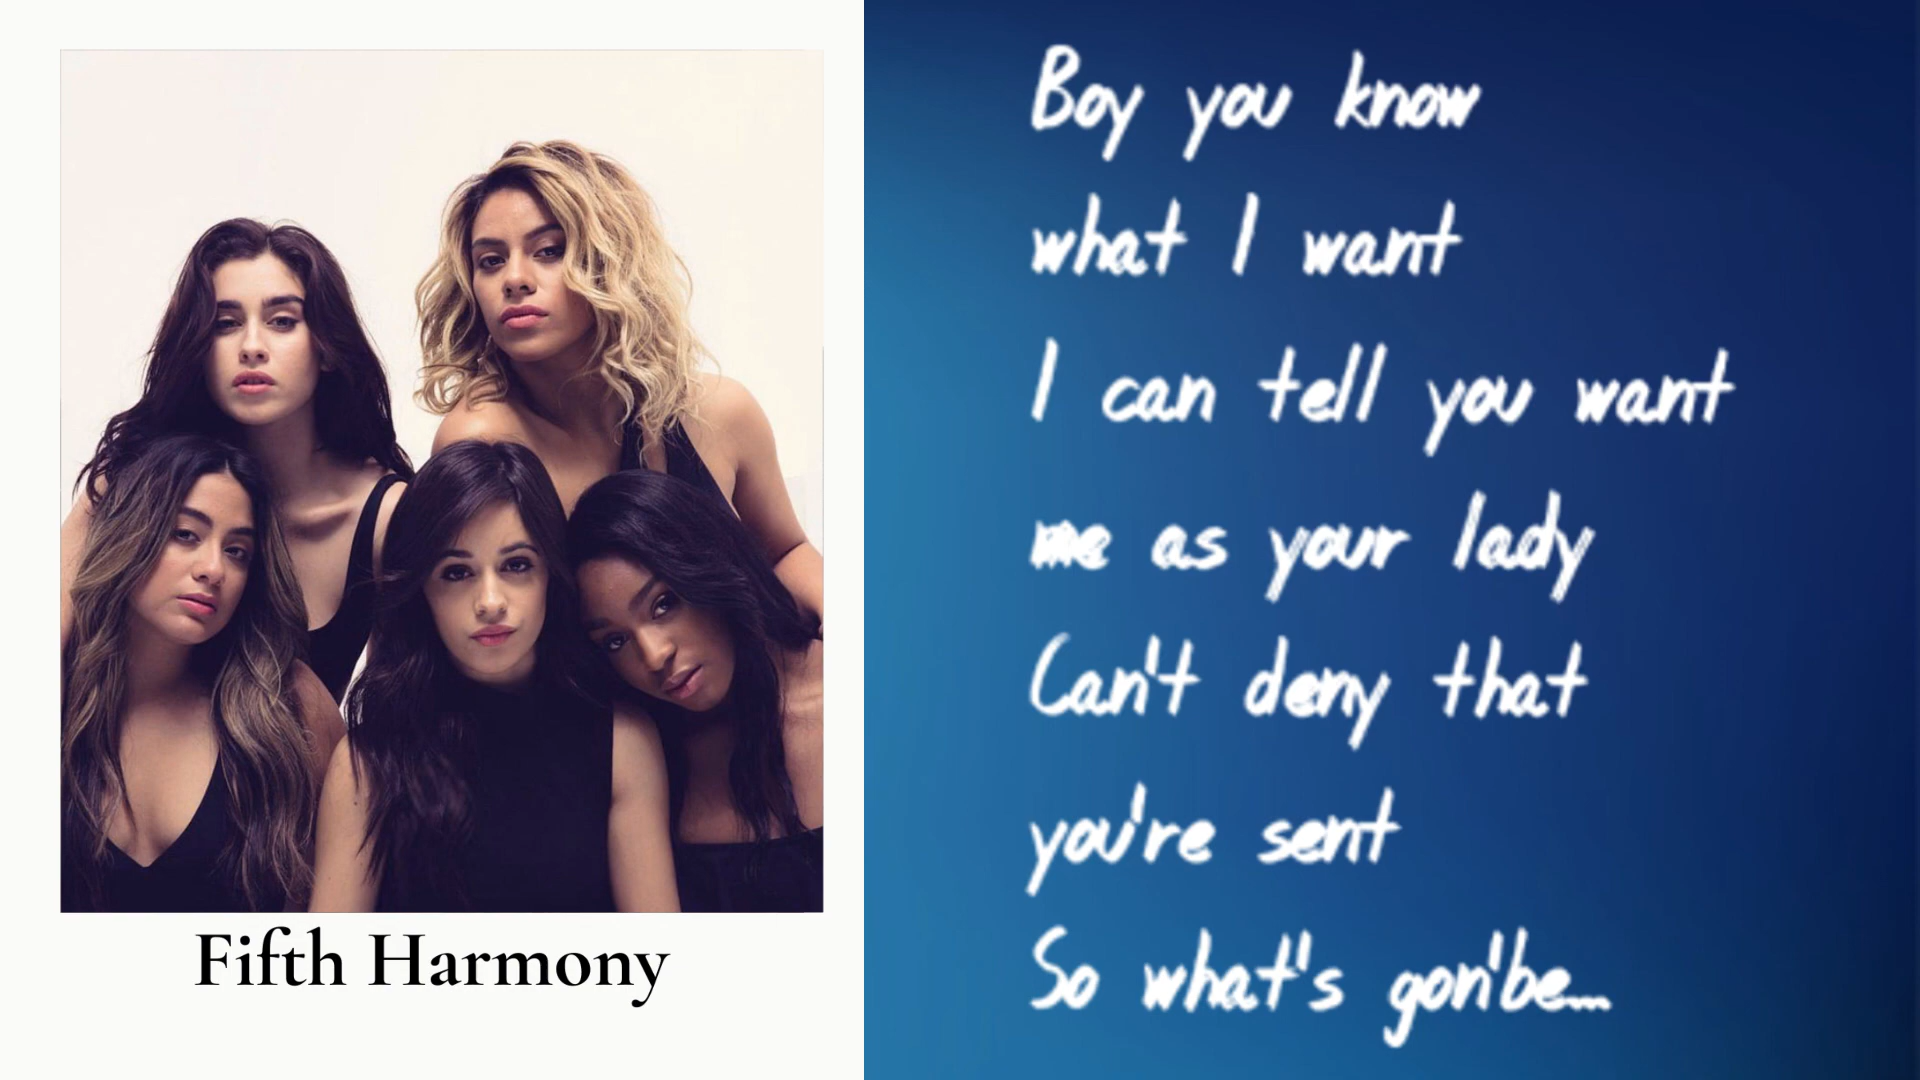 Fifth Harmony
Boy you know
what I want
I can tell you want
me as your lady
Can't deny that
you're sent
So what's gon'be...